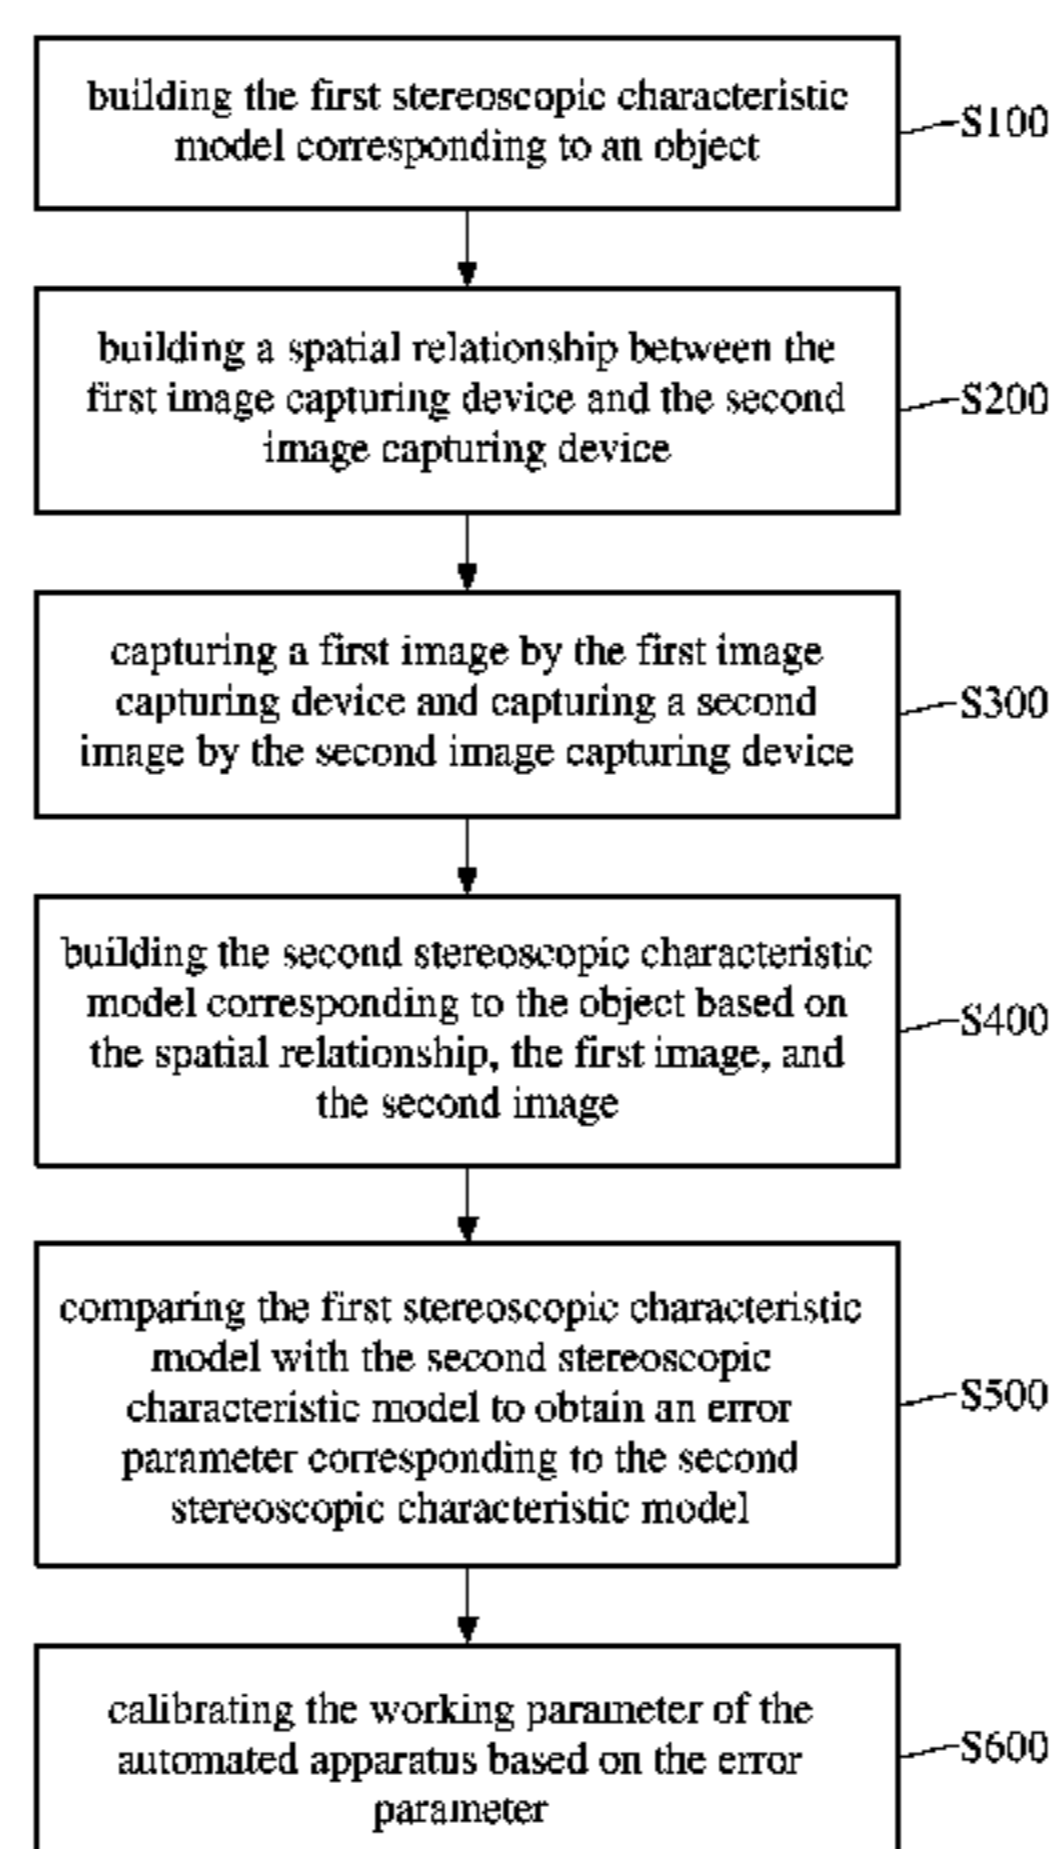 building the first stereoscopic characteristic
model corresponding to an object
S100
building a spatial relationship between the
first image capturing device and the second
image capturing device
S200
capturing a first image by the first image
capturing device and capturing a second
image by the second image capturing device
S300
building the second stereoscopic characteristic
model corresponding to the object based on
the spatial relationship, the first image, and
the second image
S400
comparing the first stereoscopic characteristic
model with the second stereoscopic
characteristic model to obtain an error
parameter corresponding to the second
stereoscopic characteristic model
S500
calibrating the working parameter of the
automated apparatus based on the error
parameter
S600